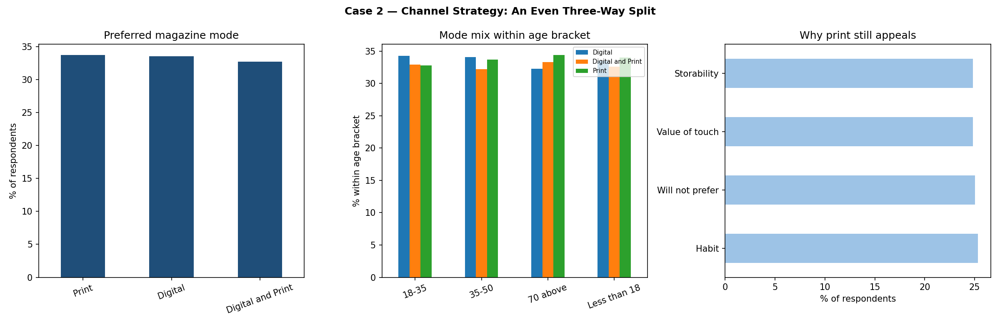 Case 2 — Channel Strategy: An Even Three-Way Split
Preferred magazine mode
% of respondents
35
30
25
20
15
10
5
0
Print
Digital
Digital and Print
Mode mix within age bracket
% within age bracket
35
30
25
20
15
10
5
0
Digital
Digital and Print
Print
18-35
35-50
70 above
Less than 18
Why print still appeals
Storability
Value of touch
Will not prefer
Habit
0
5
10
15
20
25
% of respondents